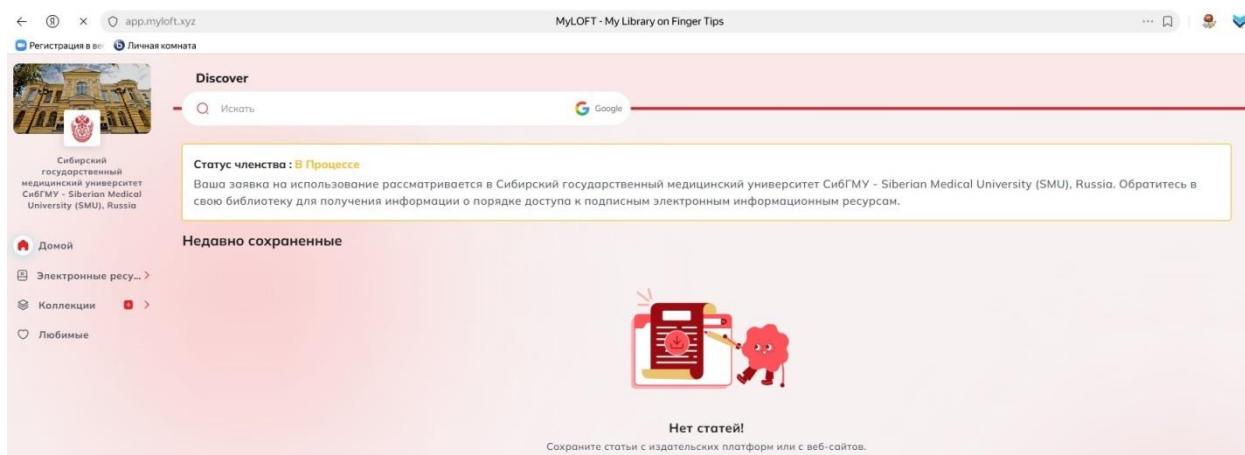 app.myloft.xyz
MyLOFT - My Library on Finger Tips
Регистрация в ве
Личная комната
Discover
Искать
Google
Сибирский
государственный
медицинский университет
СибГМУ - Siberian Medical
University (SMU), Russia
Статус членства : В Процессе
Ваша заявка на использование рассматривается в Сибирский государственный медицинский университет СибГМУ - Siberian Medical University (SMU), Russia. Обратитесь в
свою библиотеку для получения информации о порядке доступа к подписным электронным информационным ресурсам.
Домой
Электронные ресу...
Коллекции
Любимые
Недавно сохраненные
Нет статей!
Сохраните статьи с издательских платформ или с веб-сайтов.